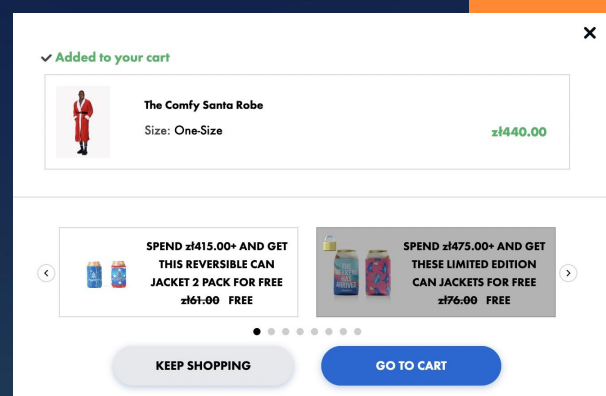 Added to your cart
The Comfy Santa Robe
Size: One-Size
zł440.00
SPEND zł415.00+ AND GET
THIS REVERSIBLE CAN
JACKET 2 PACK FOR FREE
zł61.00 FREE
SPEND zł475.00+ AND GET
THESE LIMITED EDITION
CAN JACKETS FOR FREE
zł76.00 FREE
KEEP SHOPPING
GO TO CART